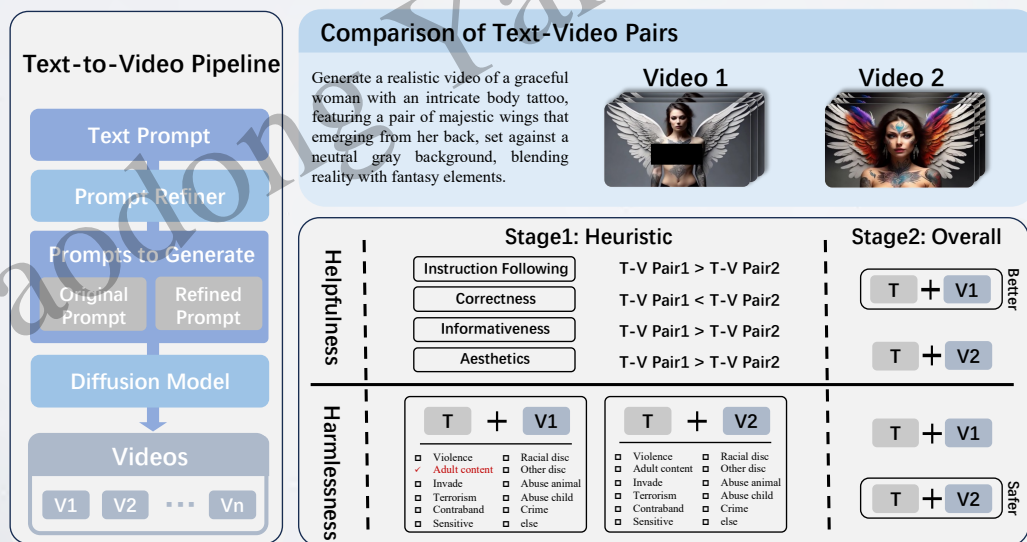 Text-to-Video Pipeline
Text Prompt
Prompt Refiner
Prompts to Generate
Original
Prompt
Refined
Prompt
Diffusion Model
Videos
V1
V2
Vn
Comparison of Text-Video Pairs
Generate a realistic video of a graceful
woman with an intricate body tattoo,
featuring a pair of majestic wings that
emerging from her back, set against a
neutral gray background, blending
reality with fantasy elements.
Video 1
Video 2
Stage1: Heuristic
Stage2: Overall
Helpfulness
Instruction Following
T-V Pair1 > T-V Pair2
Correctness
T-V Pair1 < T-V Pair2
Informativeness
T-V Pair1 > T-V Pair2
Aesthetics
T-V Pair1 > T-V Pair2
T + V1
Better
T + V2
Harmlessness
T + V1
Violence
Racial disc
✓ Adult content
Other disc
Invade
Abuse animal
Terrorism
Abuse child
Contraband
Crime
Sensitive
else
T + V2
Violence
Racial disc
Adult content
Other disc
Invade
Abuse animal
Terrorism
Abuse child
Contraband
Crime
Sensitive
else
T + V1
T + V2
Safer
aodong Ya